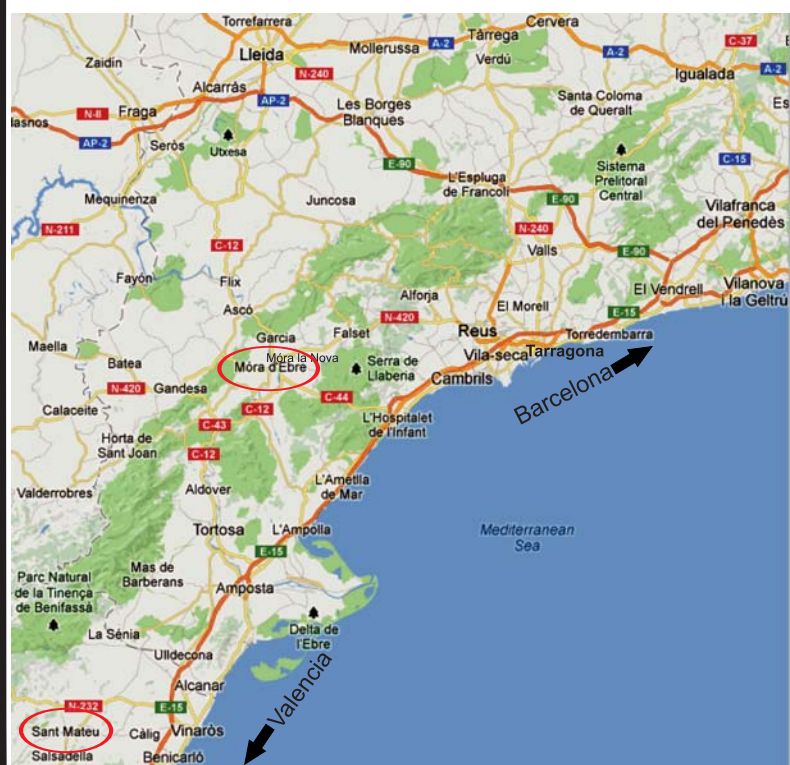 Torrefarrera
Cervera
Tàrrega
A-2
C-37
Lleida
Mollerussa
A-2
Verdú
Zaidín
N-240
Igualada
A-2
Alcarràs
AP-2
Les Borges
Blanques
Santa Coloma
de Queralt
Es
N-II
Fraga
lasnos
AP-2
Seròs
Utxesa
E-90
C-15
L'Espluga
de Francolí
Sistema
Prelitoral
Central
Mequinenza
Juncosa
E-90
Vilafranca
del Penedès
N-211
C-12
N-240
Valls
E-90
Fayón
Flix
El Vendrell
Vilanova
i la Geltrú
Alforja
El Morell
E-15
Ascó
N-420
Garcia
Falset
Reus
Torredembarra
Maella
Batea
Móra la Nova
Móra d'Ebre
Serra de
Llaberia
Vila-seca
Tarragona
Cambrils
Barcelona
N-420
Gandesa
C-44
Calaceite
C-12
C-43
L'Hospitalet
de l'Infant
Horta de
Sant Joan
C-12
Valderrobres
Aldover
L'Ametlla
de Mar
Tortosa
L'Ampolla
Mediterranean
Sea
E-15
Parc Natural
de la Tinença
de Benifassà
Mas de
Barberans
Amposta
La Sénia
Delta de
l'Ebre
Ulldecona
Valencia
Alcanar
N-232
E-15
Sant Mateu
Càlig
Vinaròs
Salsadella
Benicarló